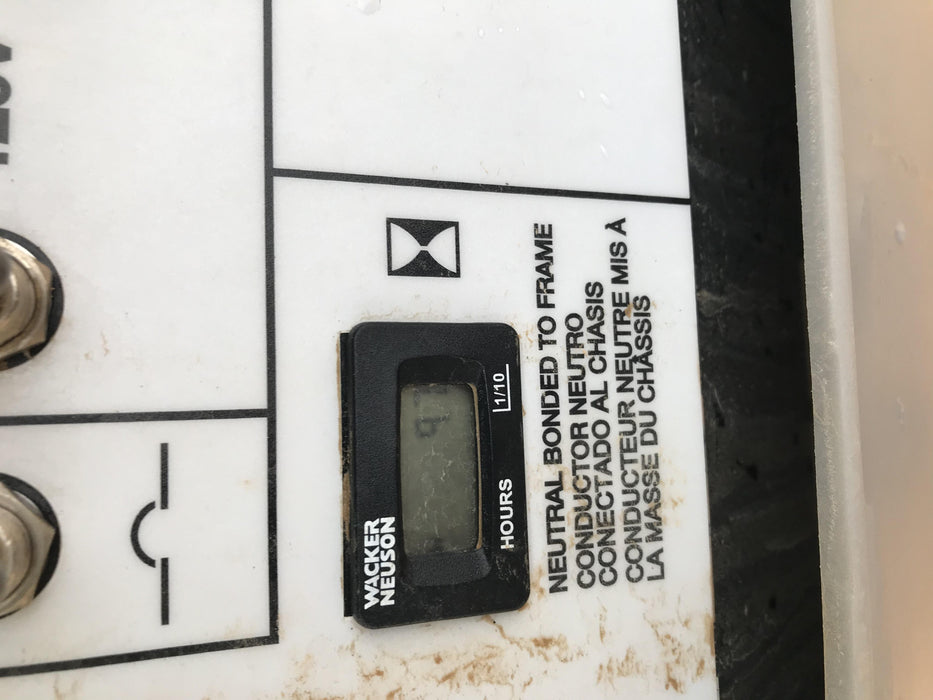 WACKER
NEUSON
HOURS
1/10
NEUTRAL BONDED TO FRAME
CONDUCTOR NEUTRO
CONECTADO AL CHASIS
CONDUCTEUR NEUTRE MIS À
LA MASSE DU CHÂSSIS